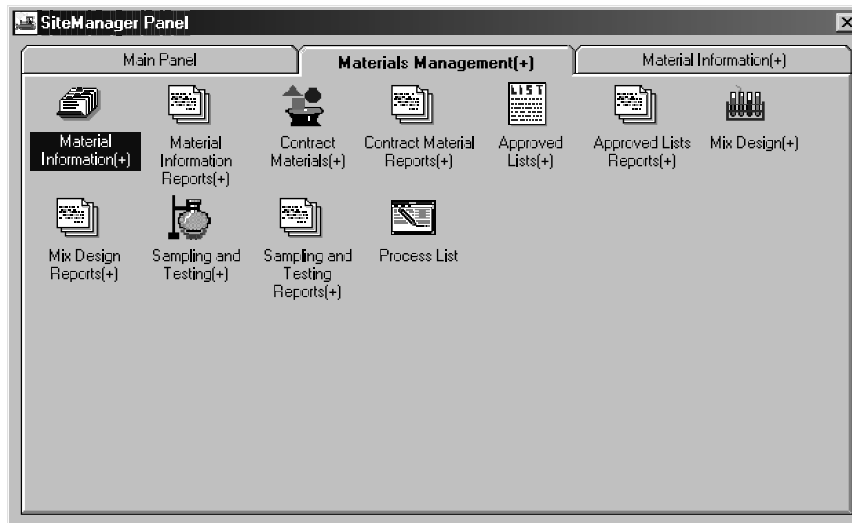 SiteManager Panel
Main Panel
Materials Management(+)
Material Information(+)
Material
Information(+)
Material
Information
Reports(+)
Contract
Materials(+)
Contract Material
Reports(+)
LIST
Approved
Lists(+)
Approved Lists
Reports(+)
Mix Design(+)
Mix Design
Reports(+)
Sampling and
Testing(+)
Sampling and
Testing
Reports(+)
Process List